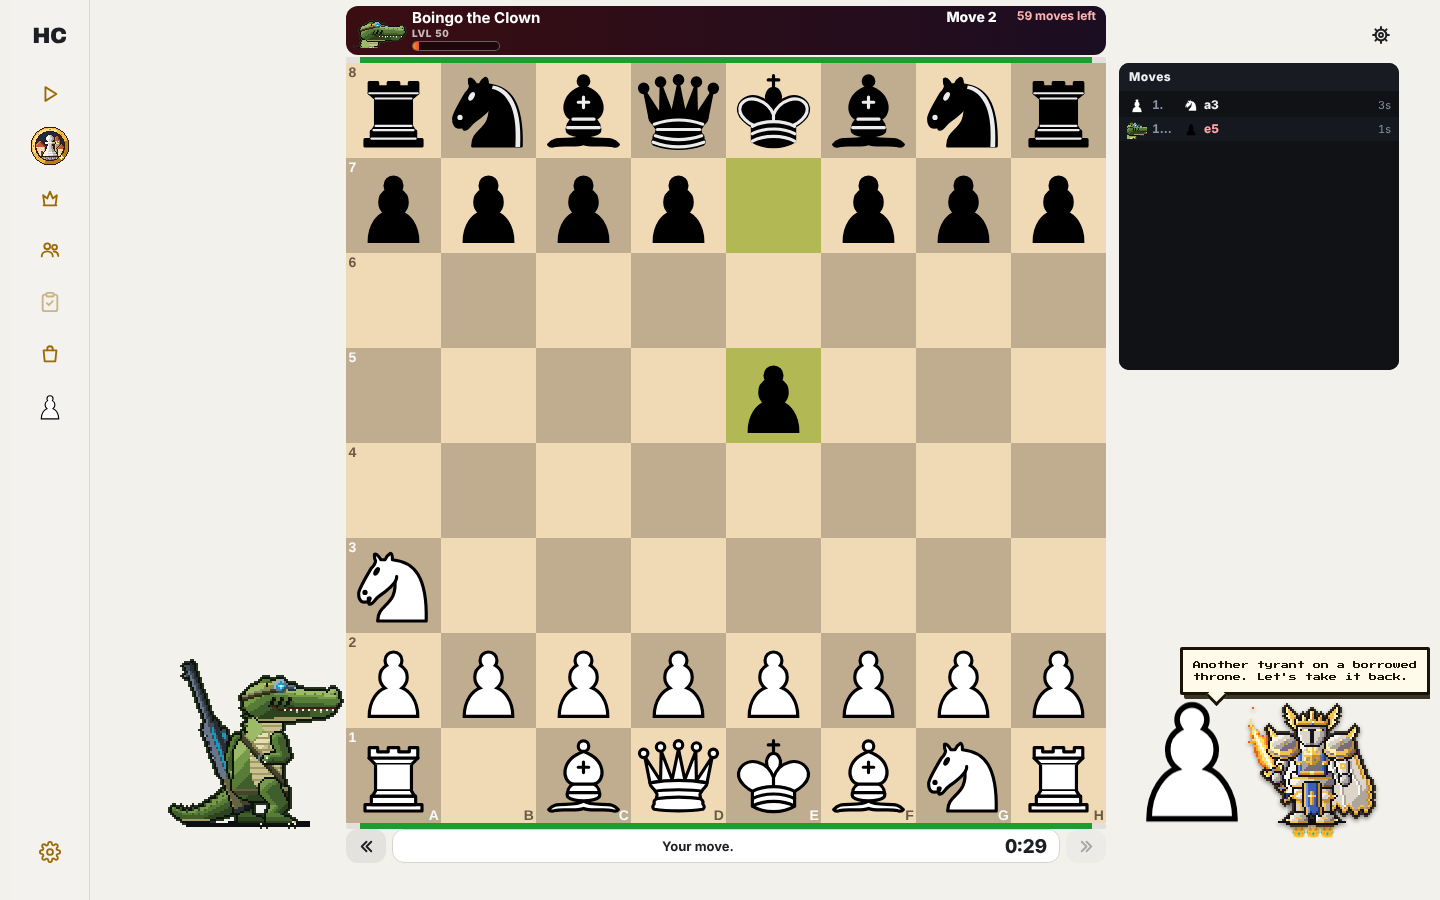 HC
Boingo the Clown
LVL 50
Move 2
59 moves left
Moves
1. a3 3s
1... e5 1s
8
7
6
5
4
3
2
1
A B C D E F G H
Another tyrant on a borrowed
throne. Let's take it back.
Your move.
0:29